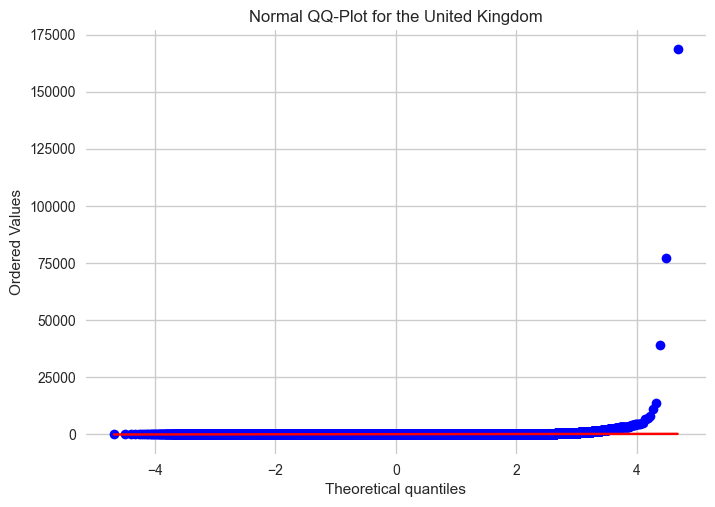 Normal QQ-Plot for the United Kingdom
175000
150000
125000
100000
75000
50000
25000
0
Ordered Values
−4 −2 0 2 4
Theoretical quantiles